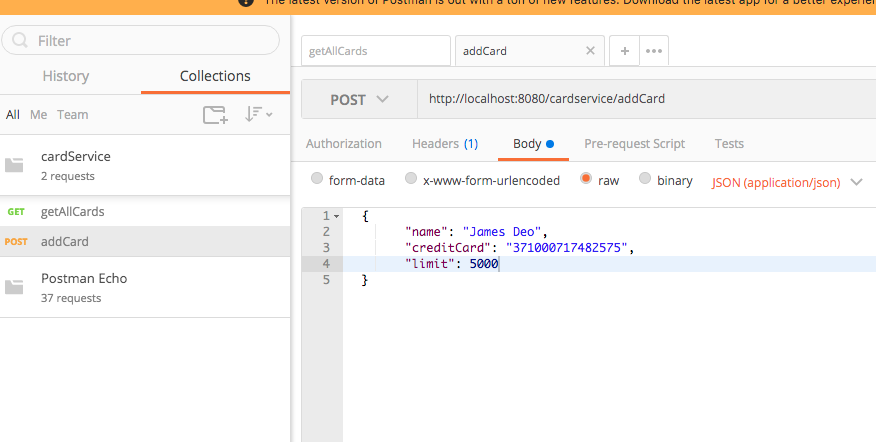 The latest version of Postman is out with a ton of new features. Download the latest app for a better experie
Filter
History Collections
All Me Team
cardService
2 requests
GET getAllCards
POST addCard
Postman Echo
37 requests
getAllCards addCard
POST http://localhost:8080/cardservice/addCard
Authorization Headers (1) Body Pre-request Script Tests
form-data x-www-form-urlencoded raw binary JSON (application/json)
1 {
2 "name": "James Deo",
3 "creditCard": "371000717482575",
4 "limit": 5000
5 }